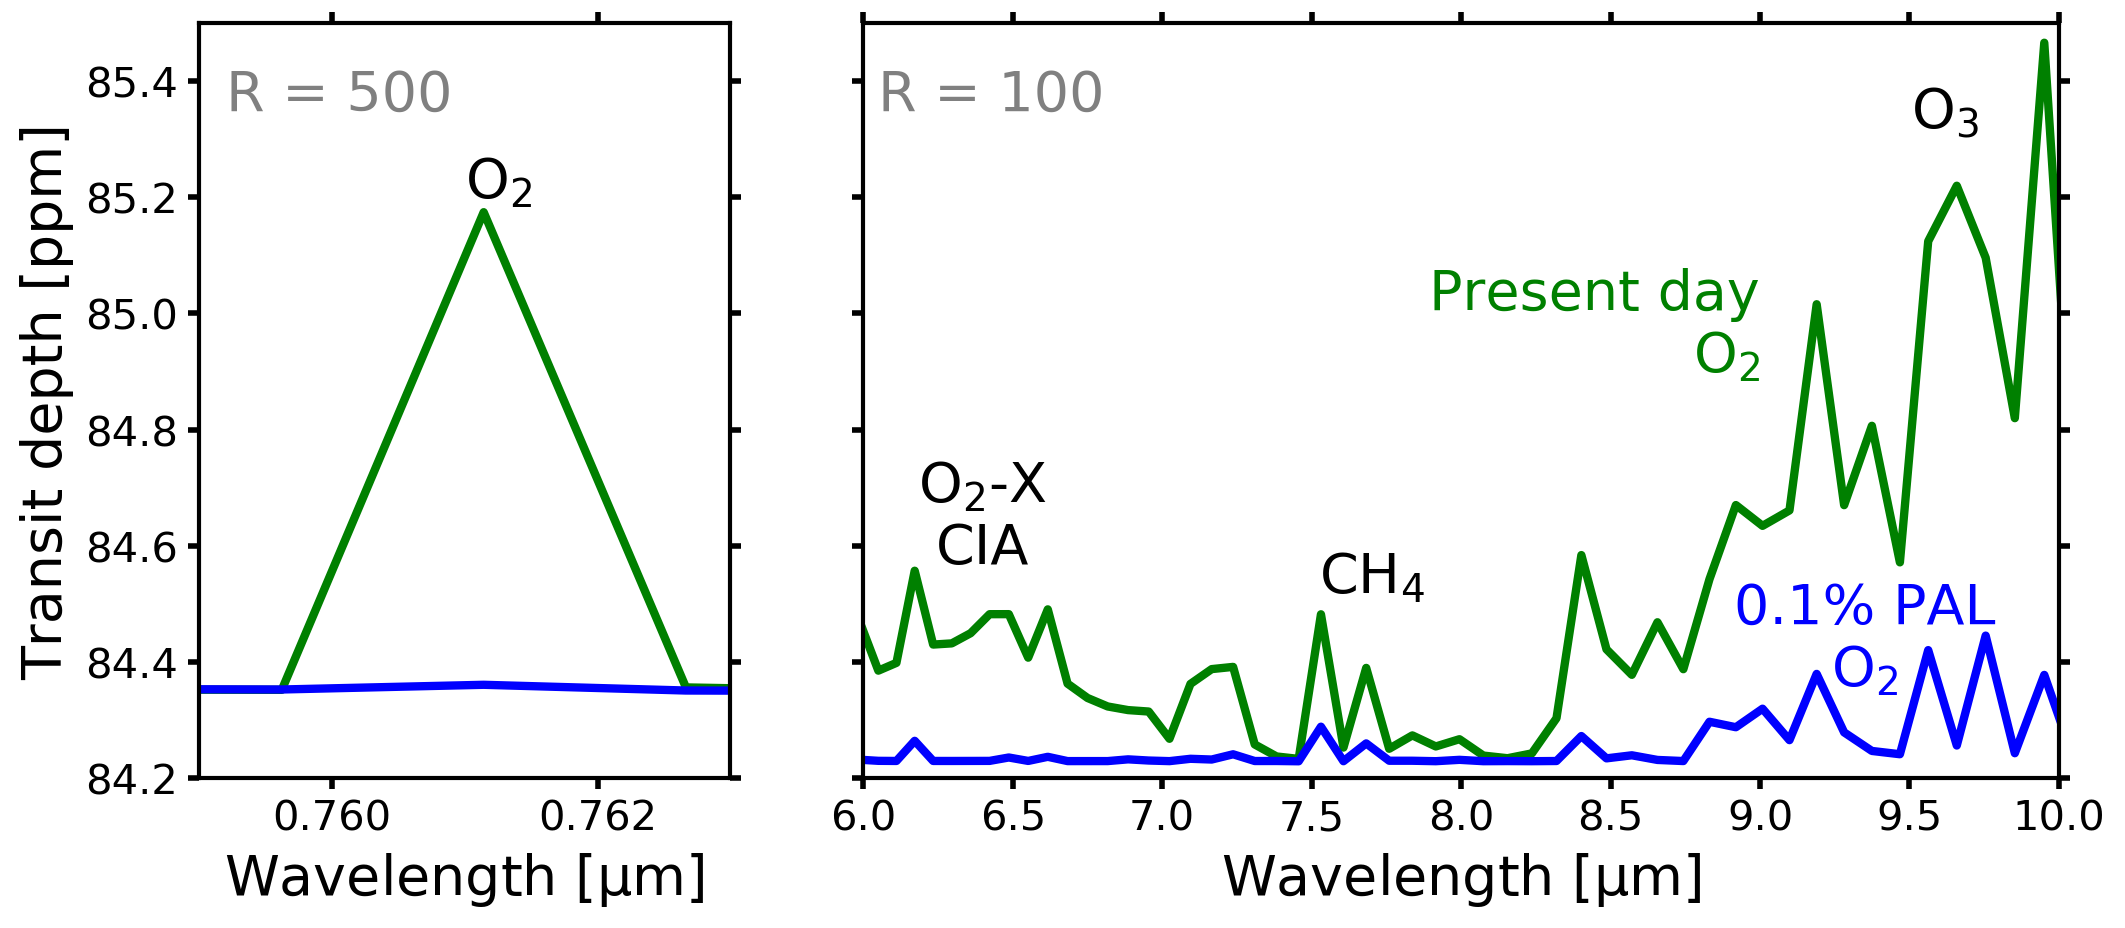 Transit depth [ppm]
85.4
85.2
85.0
84.8
84.6
84.4
84.2
R = 500
O₂
0.760 0.762
Wavelength [µm]
R = 100
O₃
Present day
O₂
O₂-X
CIA
CH₄
0.1% PAL
O₂
6.0 6.5 7.0 7.5 8.0 8.5 9.0 9.5 10.0
Wavelength [µm]